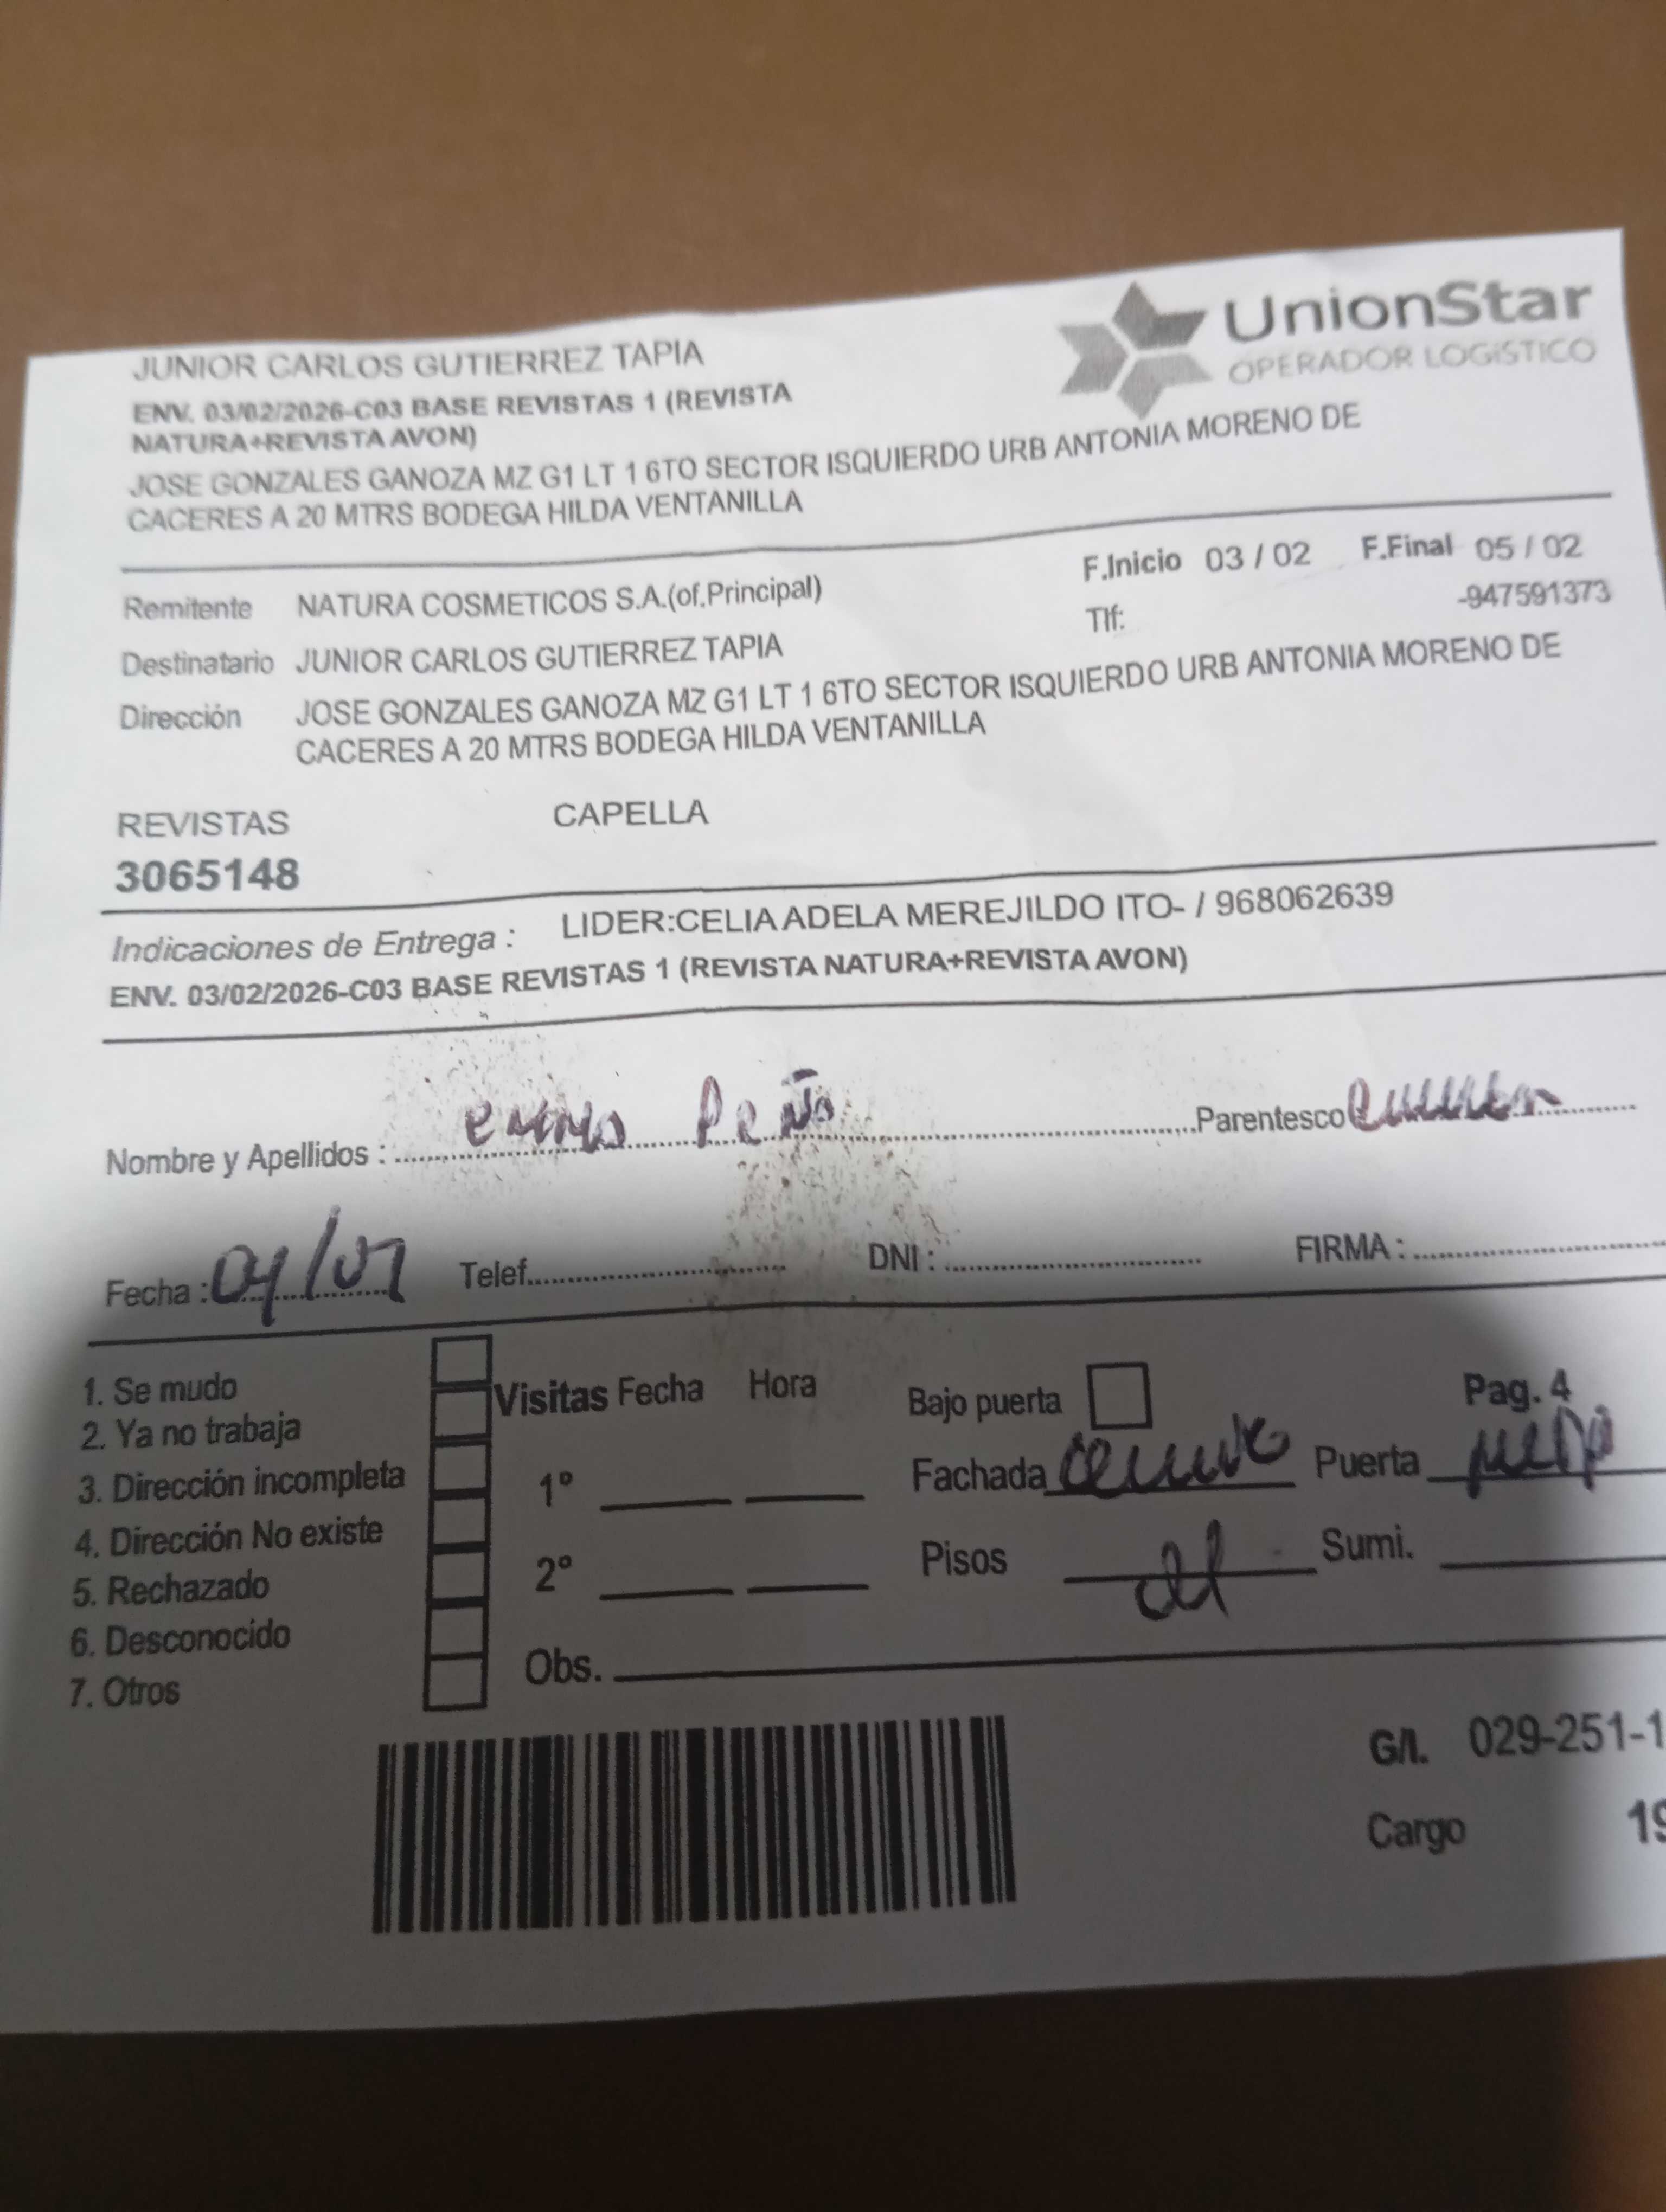 UnionStar
OPERADOR LOGÍSTICO
JUNIOR CARLOS GUTIERREZ TAPIA
ENV. 03/02/2026-C03 BASE REVISTAS 1 (REVISTA
NATURA+REVISTA AVON)
JOSE GONZALES GANOZA MZ G1 LT 1 6TO SECTOR ISQUIERDO URB ANTONIA MORENO DE
CACERES A 20 MTRS BODEGA HILDA VENTANILLA
F.Inicio 03 / 02 F.Final 05 / 02
Remitente NATURA COSMETICOS S.A.(of.Principal)
Tlf: -947591373
Destinatario JUNIOR CARLOS GUTIERREZ TAPIA
Dirección JOSE GONZALES GANOZA MZ G1 LT 1 6TO SECTOR ISQUIERDO URB ANTONIA MORENO DE
CACERES A 20 MTRS BODEGA HILDA VENTANILLA
REVISTAS CAPELLA
3065148
Indicaciones de Entrega : LIDER:CELIA ADELA MEREJILDO ITO- / 968062639
ENV. 03/02/2026-C03 BASE REVISTAS 1 (REVISTA NATURA+REVISTA AVON)
Nombre y Apellidos : Peña Parentesco
Fecha : 04/02 Telef. DNI : FIRMA :
1. Se mudo
2. Ya no trabaja
3. Dirección incompleta
4. Dirección No existe
5. Rechazado
6. Desconocido
7. Otros
Visitas Fecha Hora
1º
2º
Obs.
Bajo puerta Pag. 4
Fachada Puerta
Pisos Sumi.
G/I. 029-251-1
Cargo 19